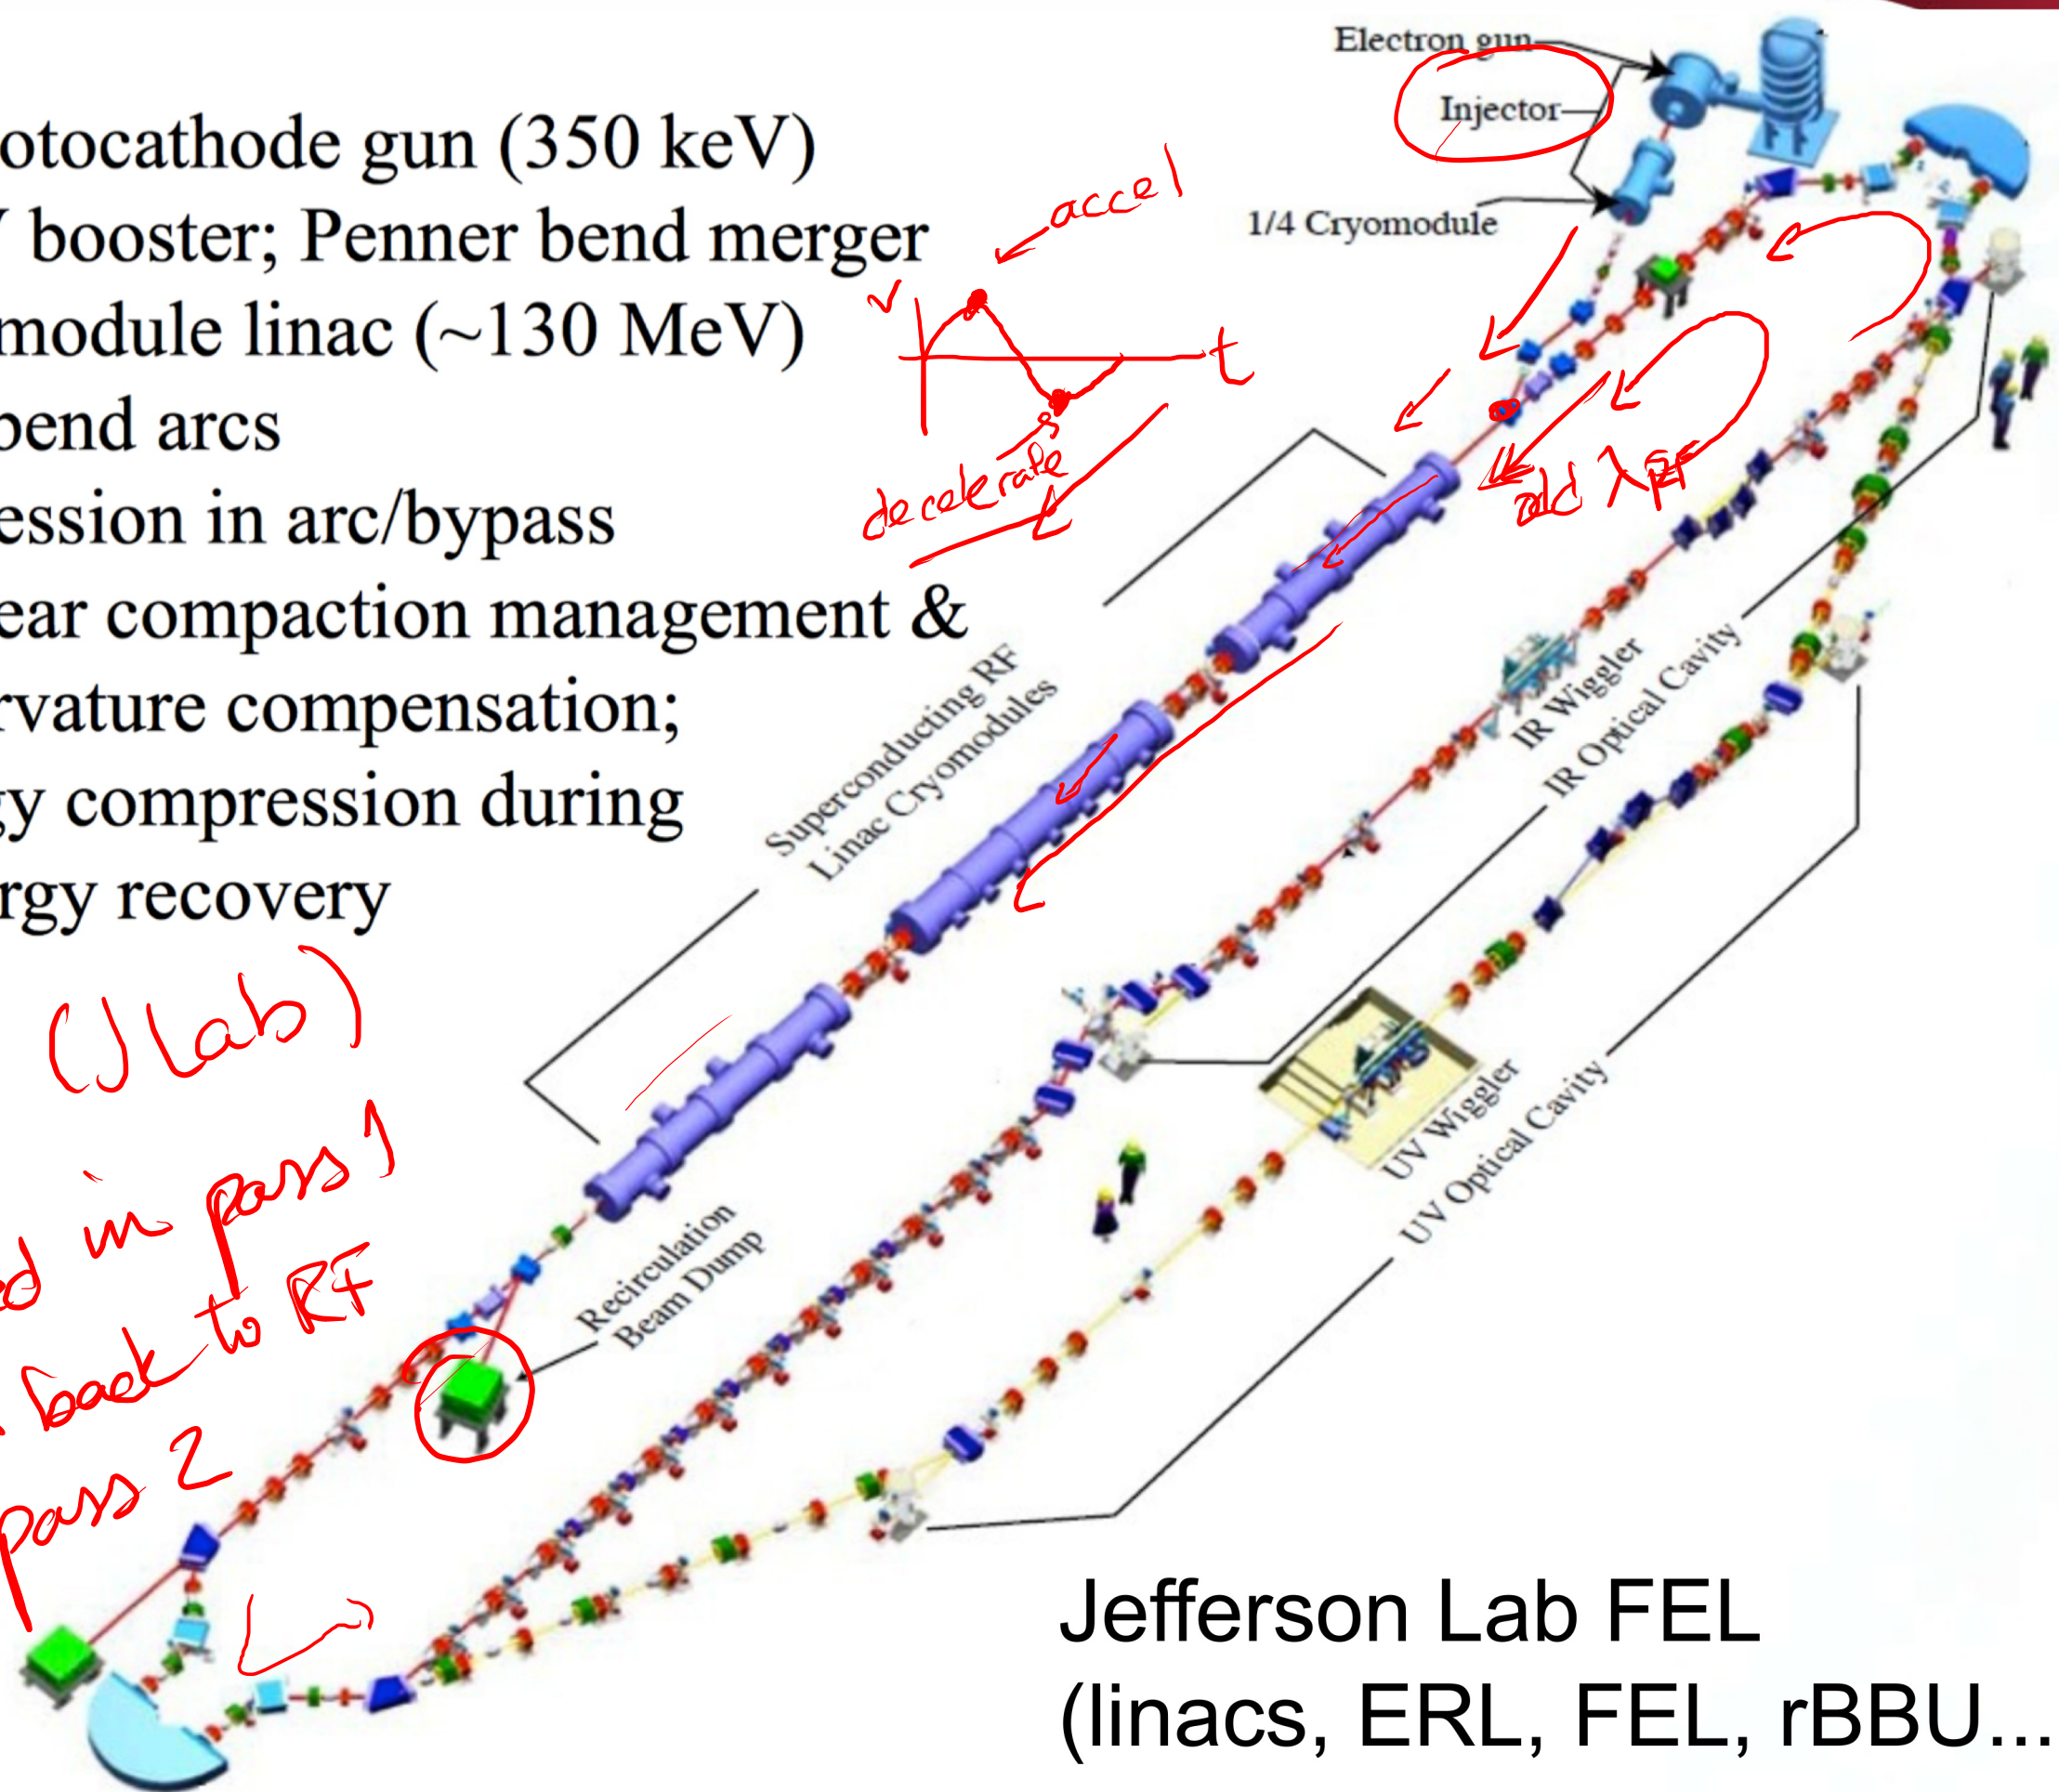 otocathode gun (350 keV)
booster; Penner bend merger
module linac (~130 MeV)
bend arcs
ession in arc/bypass
ear compaction management &
rvature compensation;
gy compression during
rgy recovery
(JLab)
in pass 1
back to RF
pass 2
accel
v
t
decelerate
Electron gun
Injector
1/4 Cryomodule
λRF
Superconducting RF
Linac Cryomodules
IR Wiggler
IR Optical Cavity
UV Wiggler
UV Optical Cavity
Recirculation
Beam Dump
Jefferson Lab FEL
(linacs, ERL, FEL, rBBU...